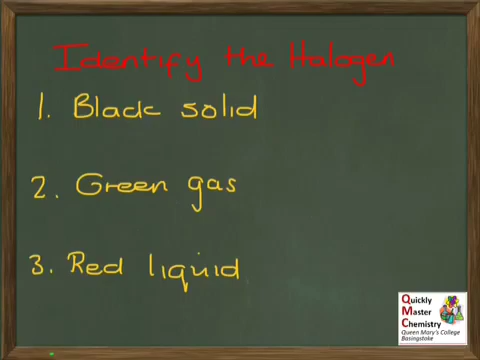 Identify the Halogen
1. Black solid
2. Green gas
3. Red liquid
Quickly
Master
Chemistry
Queen Mary's College
Basingstoke